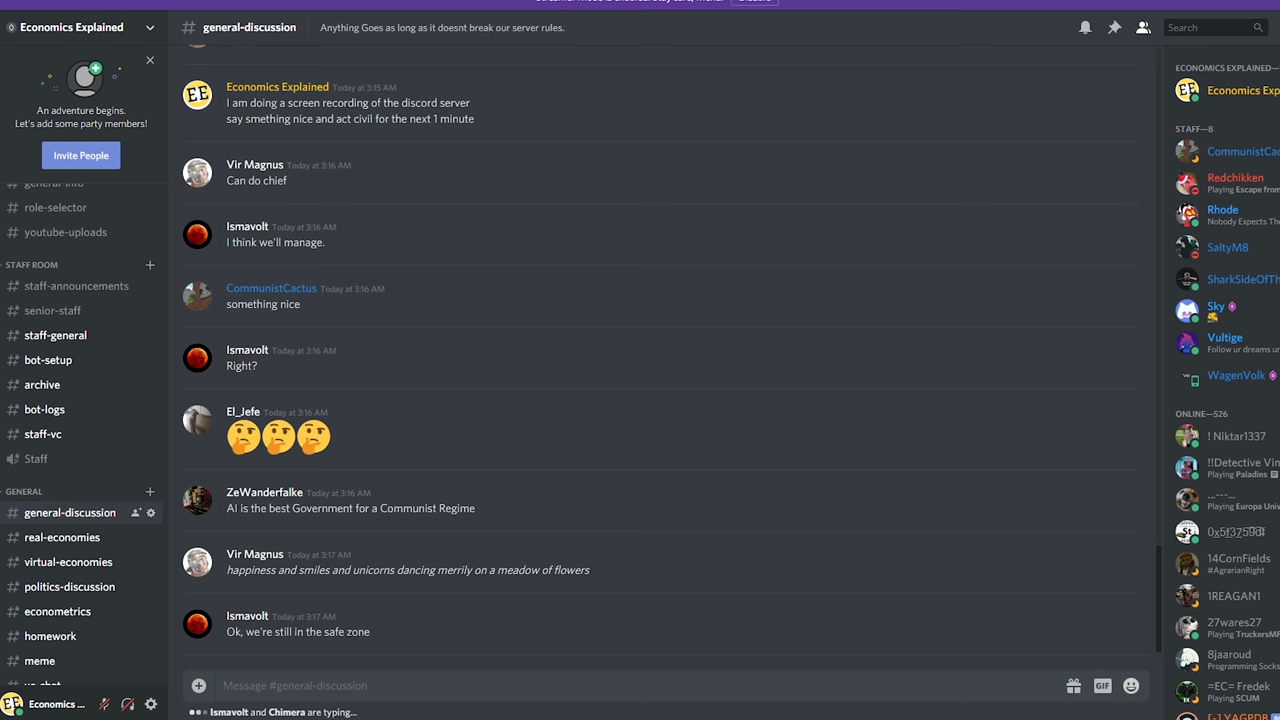 Economics Explained
general-discussion
Anything Goes as long as it doesnt break our server rules.
Search
An adventure begins.
Let's add some party members!
Invite People
general-info
role-selector
youtube-uploads
STAFF ROOM
staff-announcements
senior-staff
staff-general
bot-setup
archive
bot-logs
staff-vc
Staff
GENERAL
general-discussion
real-economies
virtual-economies
politics-discussion
econometrics
homework
meme
Economics ...
Economics Explained Today at 3:15 AM
I am doing a screen recording of the discord server
say smething nice and act civil for the next 1 minute
Vir Magnus Today at 3:16 AM
Can do chief
Ismavolt Today at 3:16 AM
I think we'll manage.
CommunistCactus Today at 3:16 AM
something nice
Ismavolt Today at 3:16 AM
Right?
El_Jefe Today at 3:16 AM
ZeWanderfalke Today at 3:16 AM
AI is the best Government for a Communist Regime
Vir Magnus Today at 3:17 AM
happiness and smiles and unicorns dancing merrily on a meadow of flowers
Ismavolt Today at 3:17 AM
Ok, we're still in the safe zone
Message #general-discussion
GIF
Ismavolt and Chimera are typing...
ECONOMICS EXPLAINED—
Economics Exp
STAFF—8
CommunistCac
Redchikken
Playing Escape from
Rhode
Nobody Expects The
SaltyM8
SharkSideOfTh
Sky
Vultige
Follow ur dreams u
WagenVolk
ONLINE—526
! Niktar1337
!!Detective Vin
Playing Paladins
...---...
Playing Europa Univ
14CornFields
#AgrarianRight
1REAGAN1
27wares27
Playing TruckersMP
8jaaroud
Programming Socks
=EC= Fredek
Playing SCUM